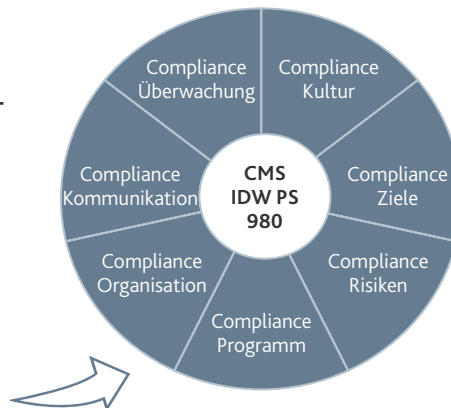 Compliance
Überwachung
Compliance
Kultur
Compliance
Kommunikation
CMS
IDW PS
980
Compliance
Ziele
Compliance
Organisation
Compliance
Risiken
Compliance
Programm